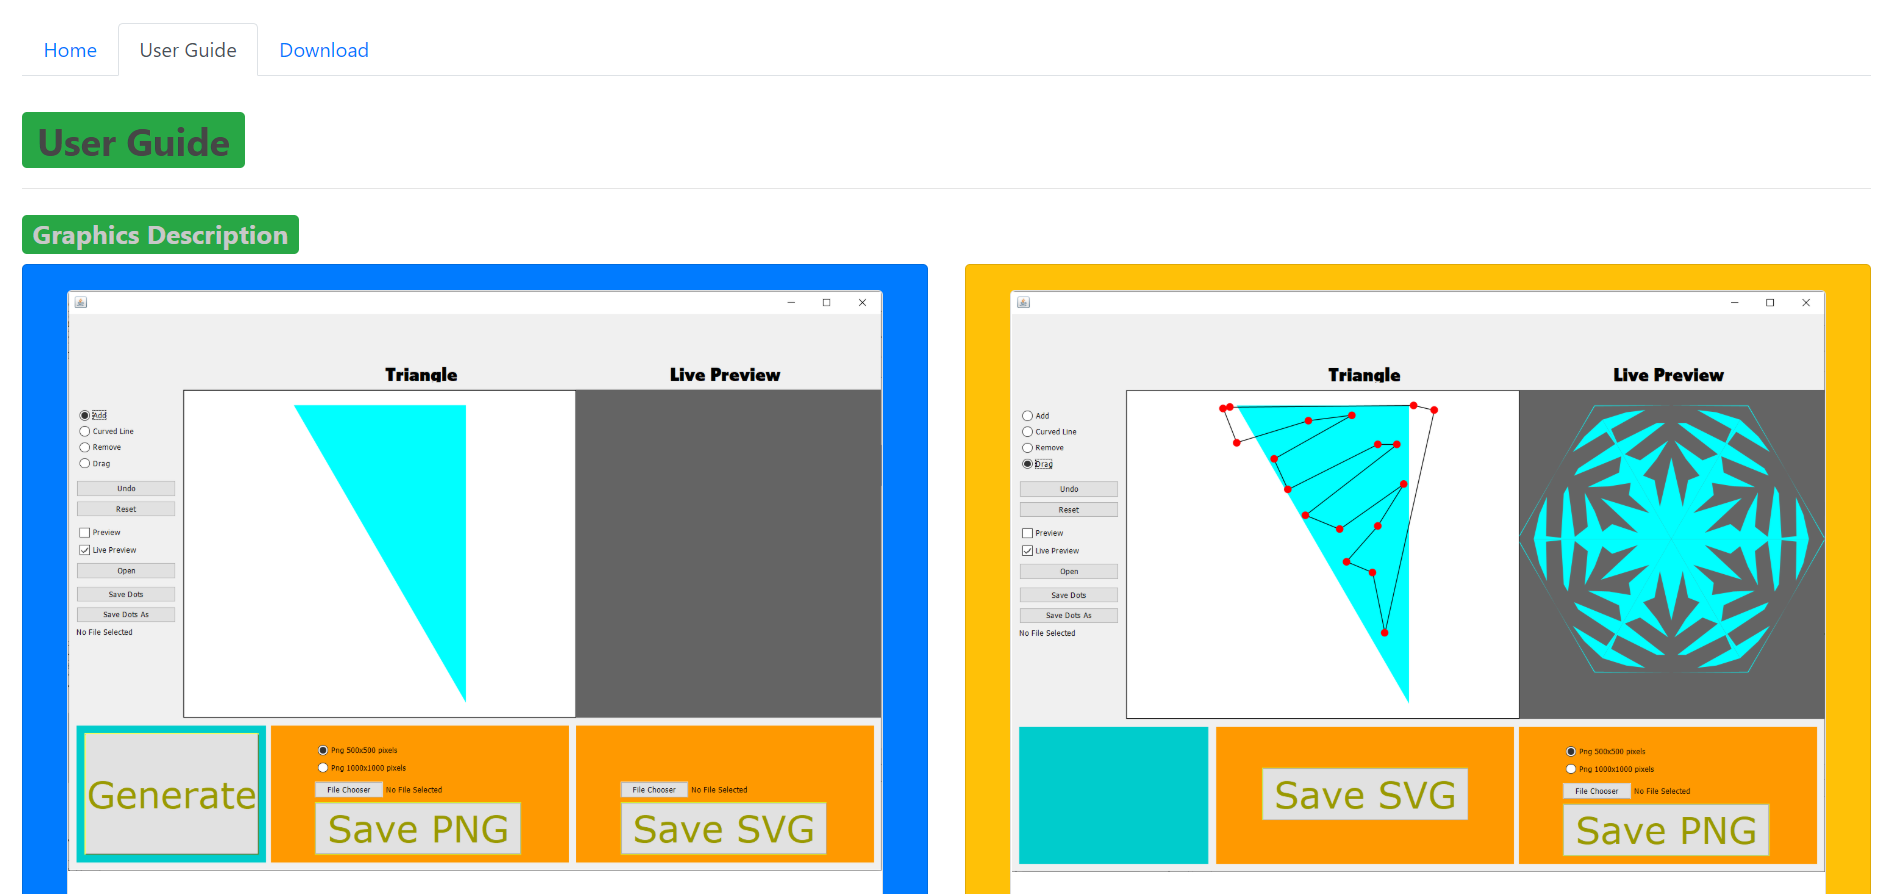 Home User Guide Download
User Guide
Graphics Description
Triangle Live Preview
Add
Curved Line
Remove
Drag
Undo
Reset
Preview
Live Preview
Open
Save Dots
Save Dots As
No File Selected
Generate
Png 500x500 pixels
Png 1000x1000 pixels
File Chooser No File Selected
Save PNG
File Chooser No File Selected
Save SVG
Triangle Live Preview
Add
Curved Line
Remove
Drag
Undo
Reset
Preview
Live Preview
Open
Save Dots
Save Dots As
No File Selected
Save SVG
Png 500x500 pixels
Png 1000x1000 pixels
File Chooser No File Selected
Save PNG